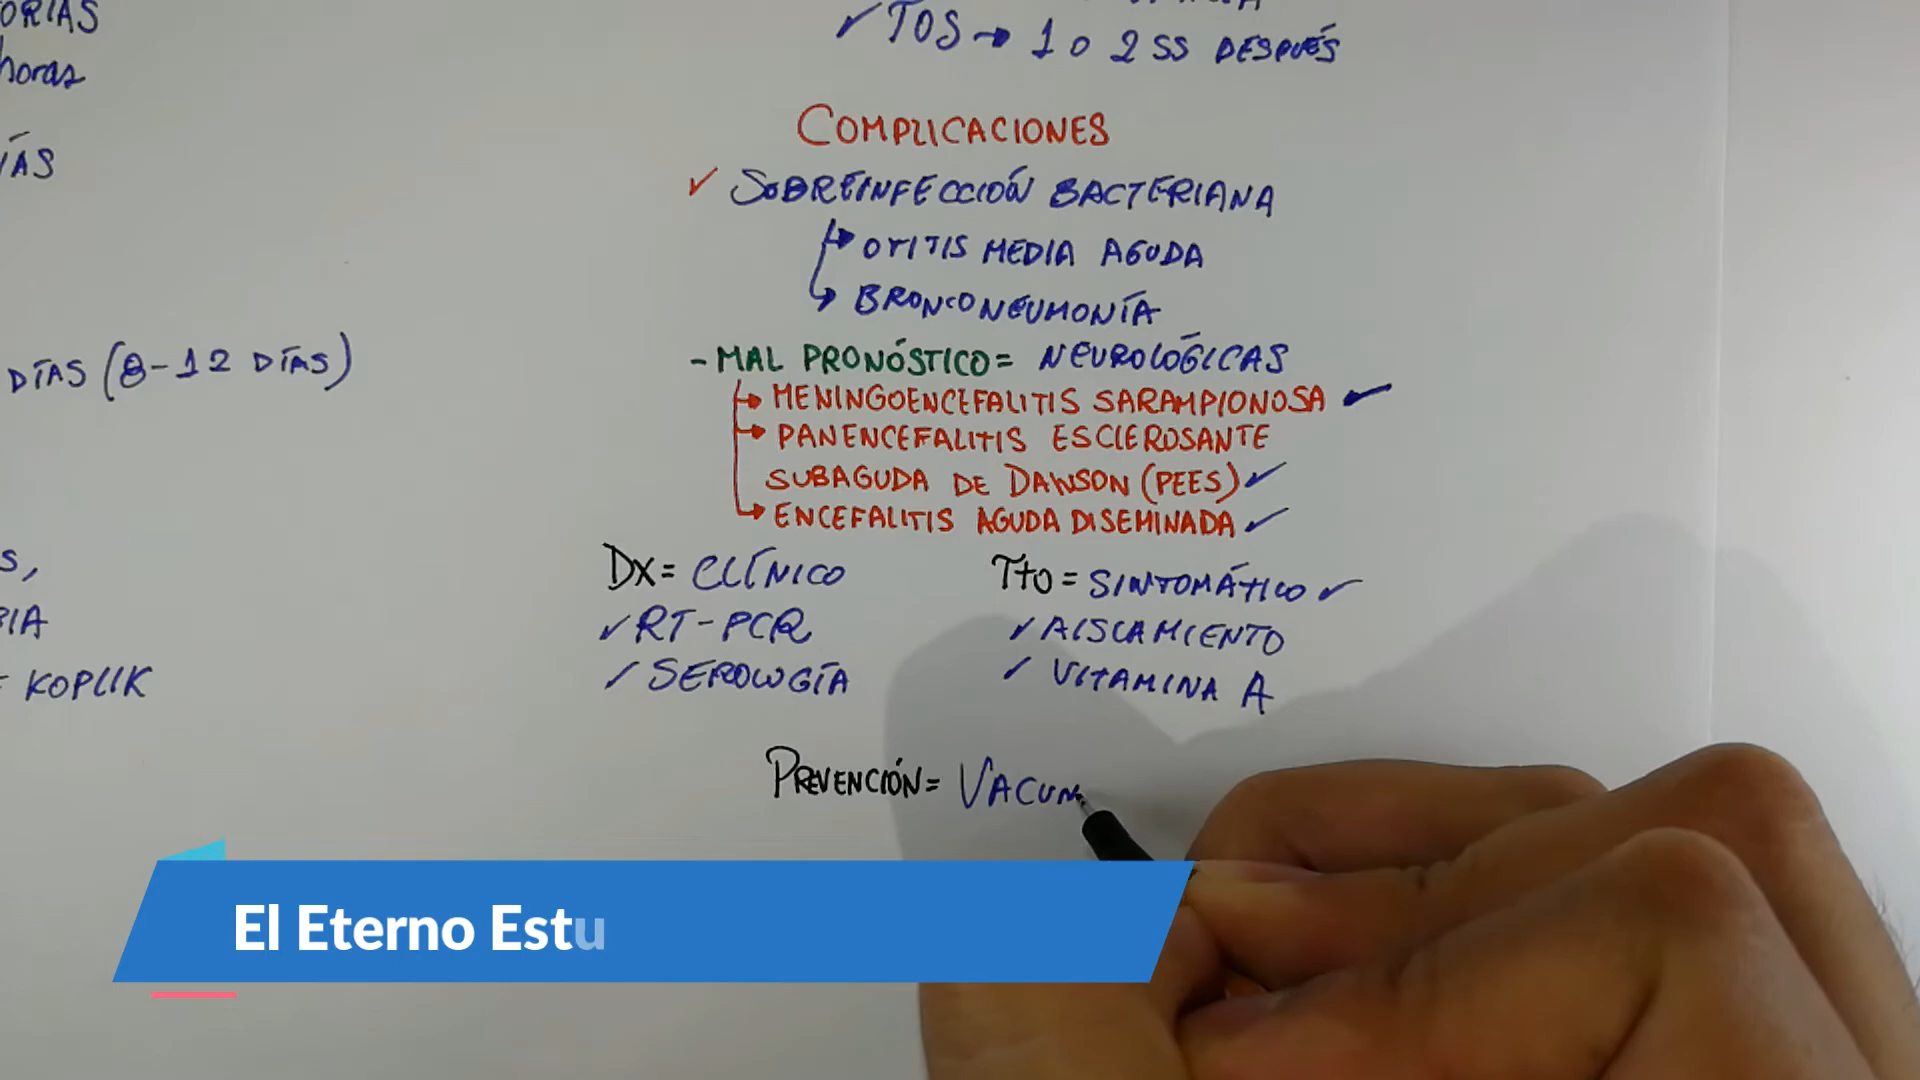 ORIAS
horas
ÍAS
DÍAS (8-12 DÍAS)
S,
BIA
KOPLIK
✓ TOS → 1 o 2 SS DESPUÉS
COMPLICACIONES
✓ SOBREINFECCIÓN BACTERIANA
→ OTITIS MEDIA AGUDA
→ BRONCONEUMONÍA
- MAL PRONÓSTICO = NEUROLÓGICAS
→ MENINGOENCEFALITIS SARAMPIONOSA ✓
→ PANENCEFALITIS ESCLEROSANTE
SUBAGUDA DE DAWSON (PEES) ✓
→ ENCEFALITIS AGUDA DISEMINADA ✓
DX = CLÍNICO
✓ RT-PCR
✓ SEROLOGÍA
Tto = SINTOMÁTICO ✓
✓ AISLAMIENTO
✓ VITAMINA A
PREVENCIÓN = VACUN
El Eterno Estu